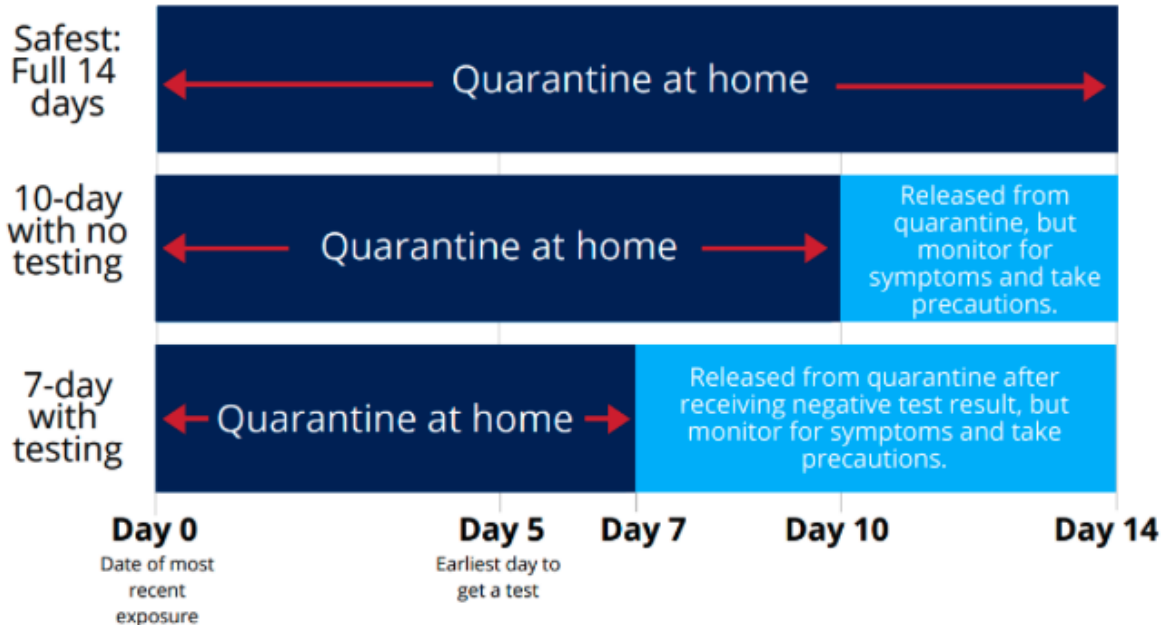 Safest:
Full 14
days
Quarantine at home
10-day
with no
testing
Quarantine at home
Released from
quarantine, but
monitor for
symptoms and take
precautions.
7-day
with
testing
Quarantine at home
Released from quarantine after
receiving negative test result, but
monitor for symptoms and take
precautions.
Day 0
Date of most
recent
exposure
Day 5
Earliest day to
get a test
Day 7
Day 10
Day 14